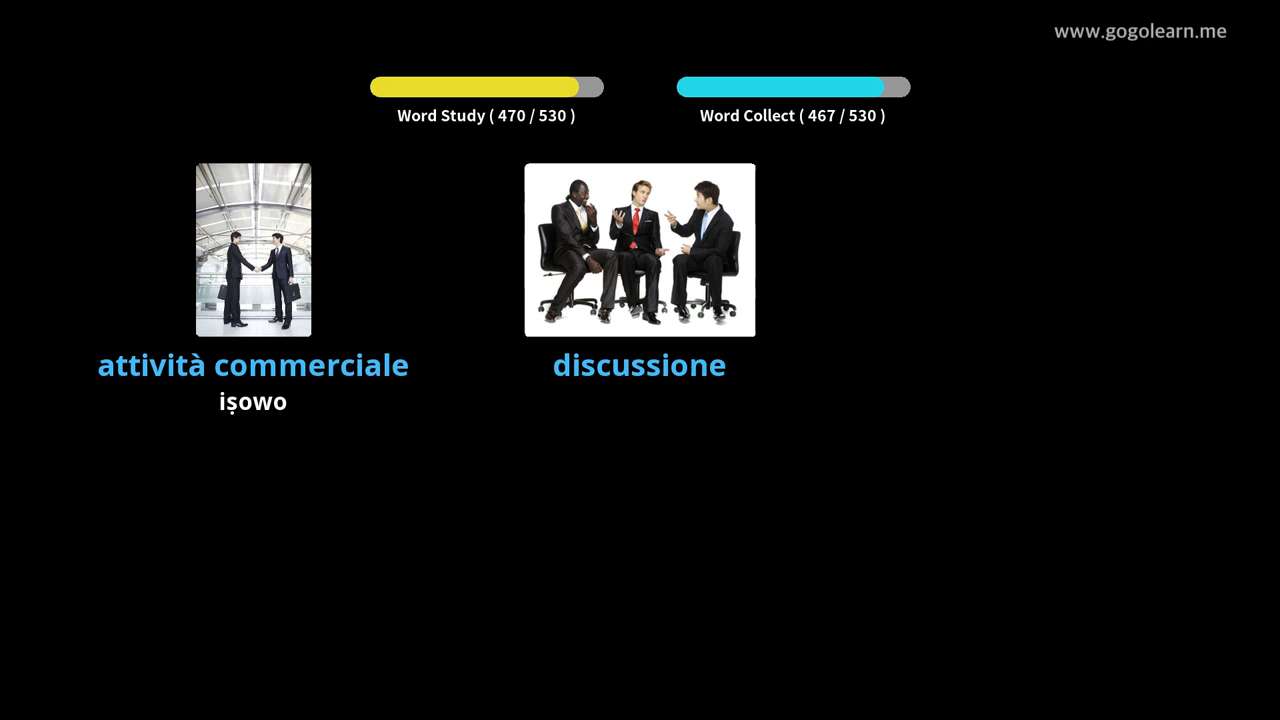 www.gogolearn.me
Word Study ( 470 / 530 )
Word Collect ( 467 / 530 )
attività commerciale
discussione
iṣowo